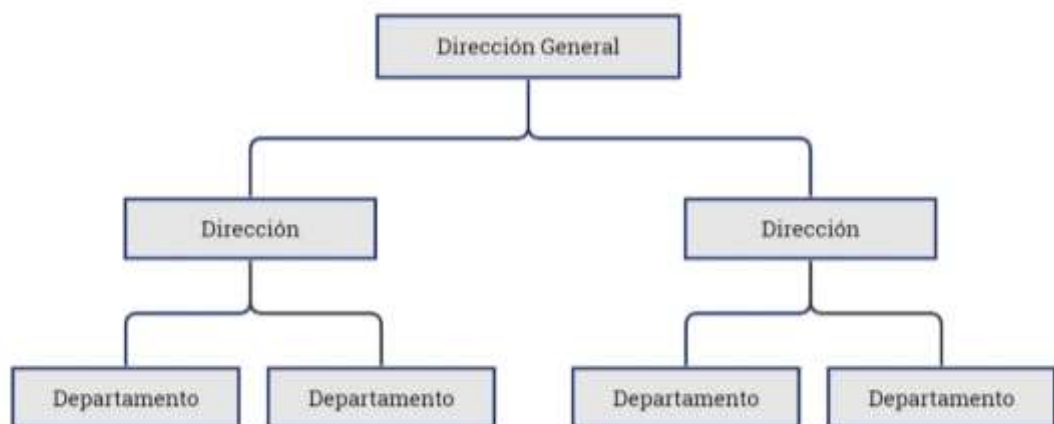 Dirección General
Dirección
Dirección
Departamento
Departamento
Departamento
Departamento